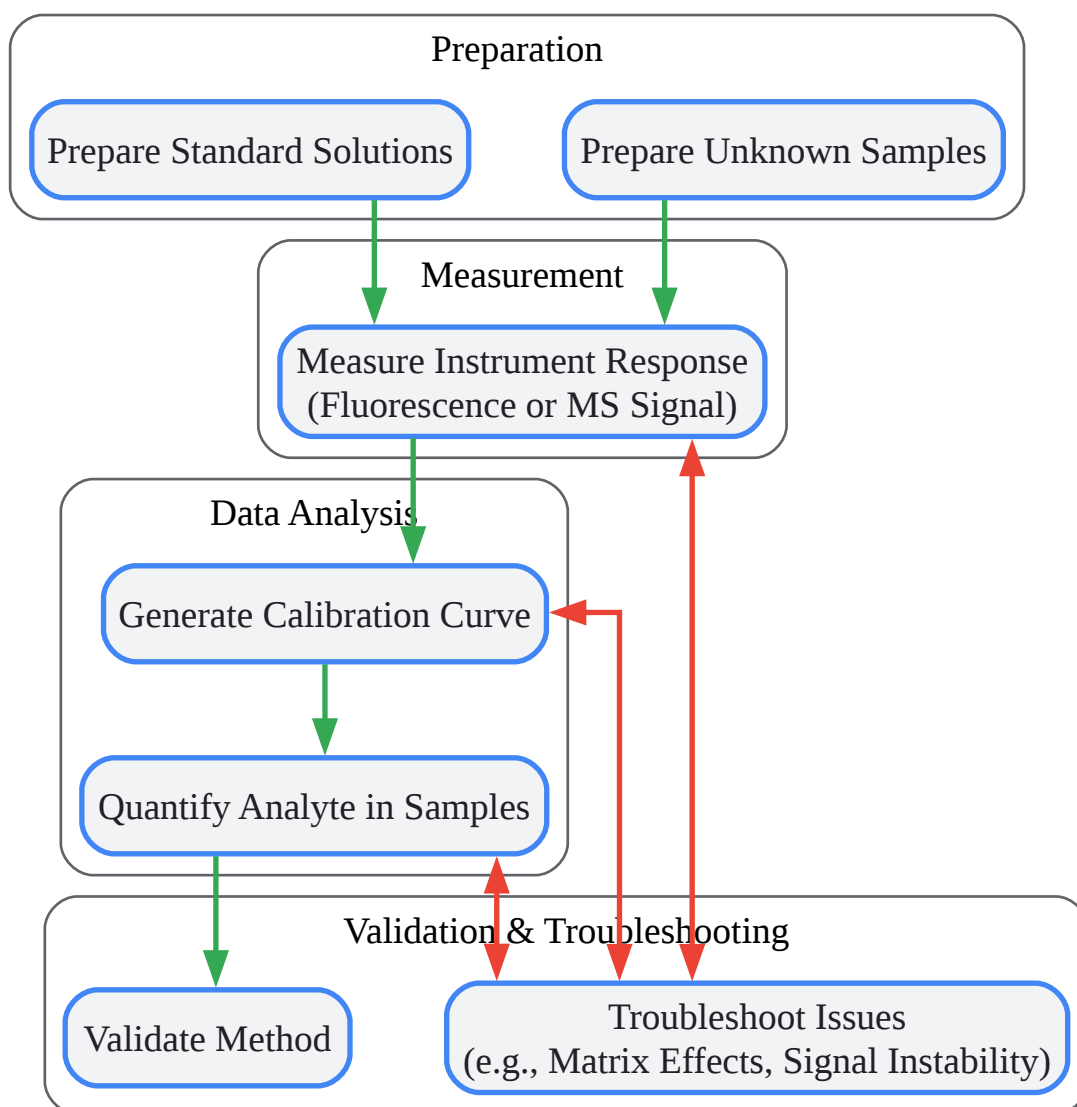 Preparation
Prepare Standard Solutions
Prepare Unknown Samples
Measurement
Measure Instrument Response
(Fluorescence or MS Signal)
Data Analysis
Generate Calibration Curve
Quantify Analyte in Samples
Validation & Troubleshooting
Validate Method
Troubleshoot Issues
(e.g., Matrix Effects, Signal Instability)